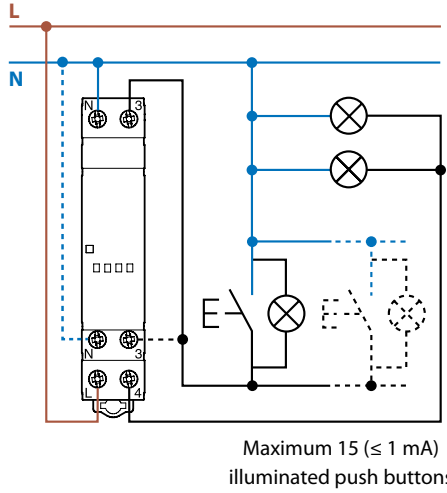 L
N
N 3
N 3
L 4
Maximum 15 (≤ 1 mA)
illuminated push buttons